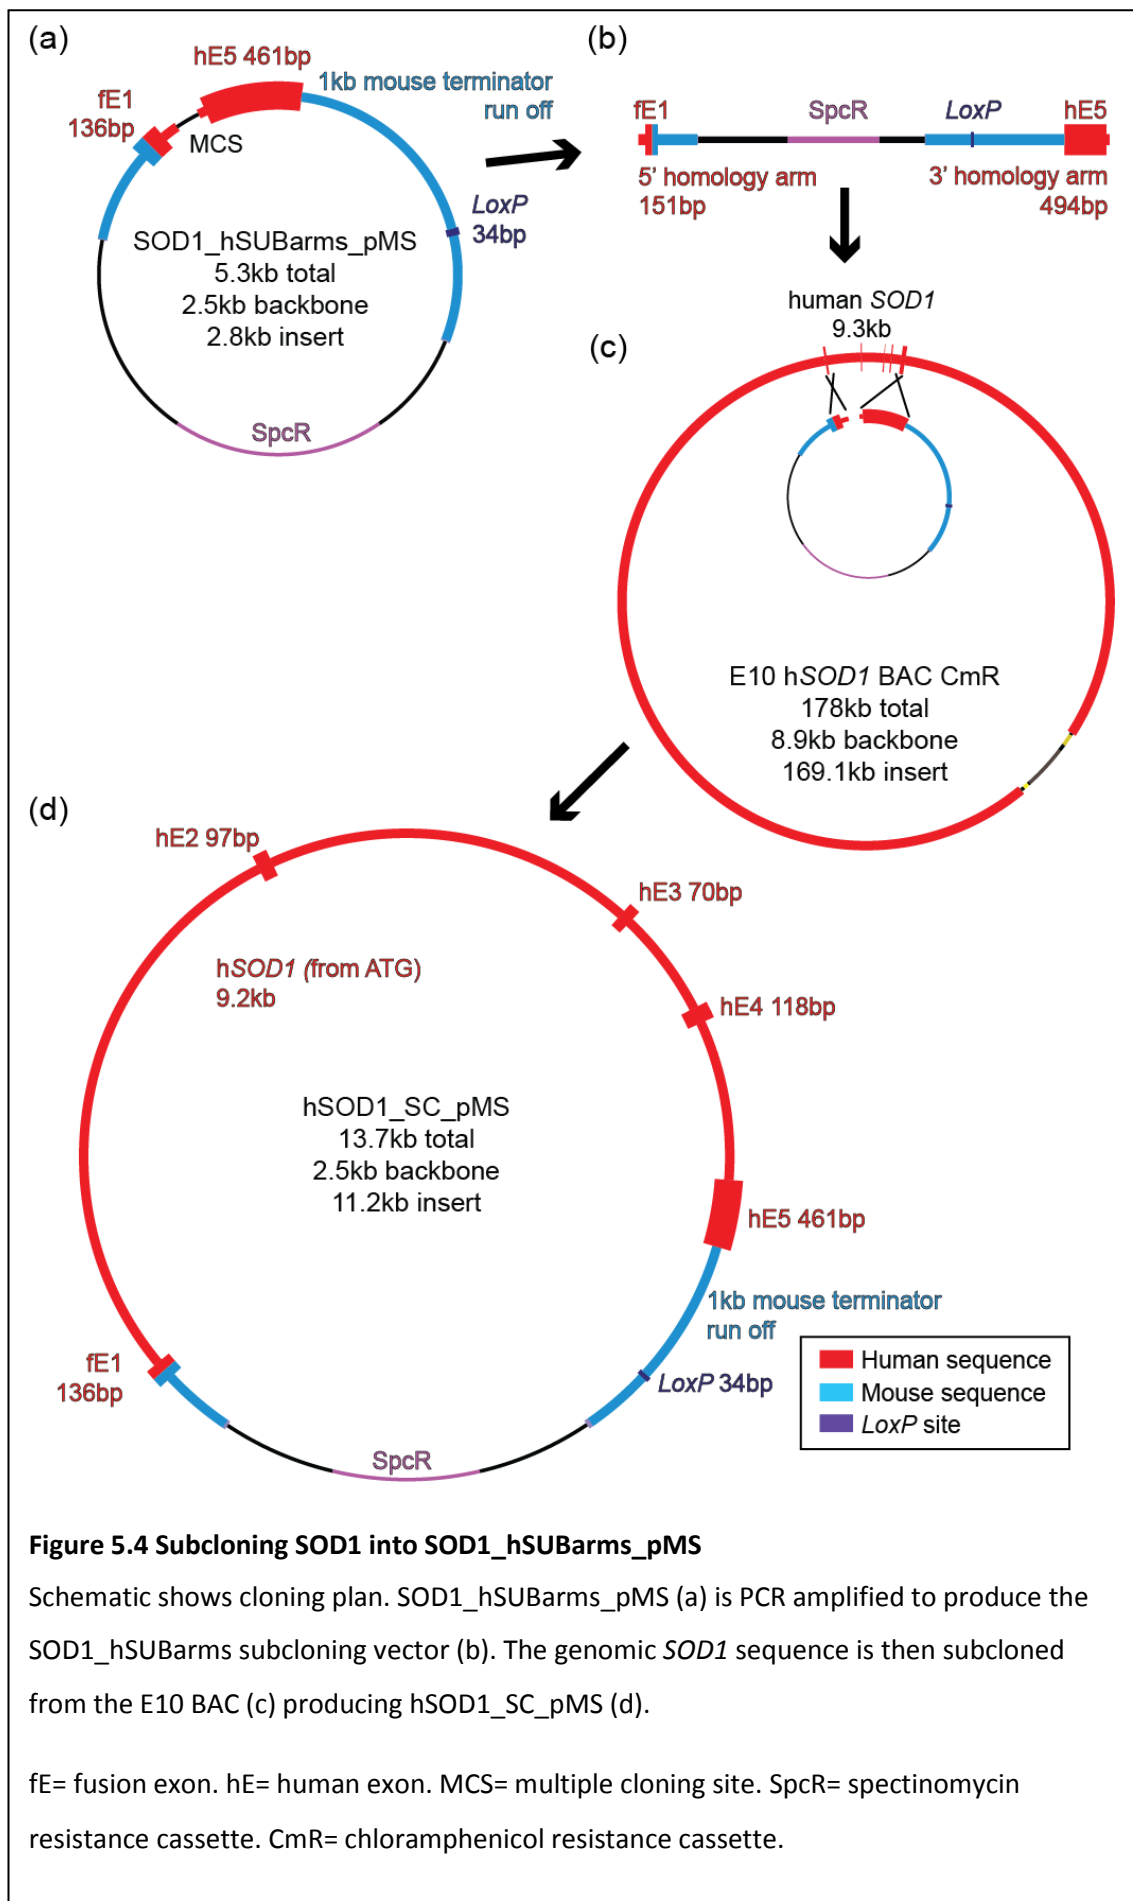 (a)
hE5 461bp
1kb mouse terminator
run off
fE1
136bp
MCS
LoxP
34bp
SOD1_hSUBarms_pMS
5.3kb total
2.5kb backbone
2.8kb insert
SpcR
(b)
fE1
SpcR
LoxP
hE5
5' homology arm
151bp
3' homology arm
494bp
(c)
human SOD1
9.3kb
E10 hSOD1 BAC CmR
178kb total
8.9kb backbone
169.1kb insert
(d)
hE2 97bp
hE3 70bp
hSOD1 (from ATG)
9.2kb
hE4 118bp
hSOD1_SC_pMS
13.7kb total
2.5kb backbone
11.2kb insert
hE5 461bp
1kb mouse terminator
run off
fE1
136bp
LoxP 34bp
SpcR
Human sequence
Mouse sequence
LoxP site
Figure 5.4 Subcloning SOD1 into SOD1_hSUBarms_pMS
Schematic shows cloning plan. SOD1_hSUBarms_pMS (a) is PCR amplified to produce the
SOD1_hSUBarms subcloning vector (b). The genomic SOD1 sequence is then subcloned
from the E10 BAC (c) producing hSOD1_SC_pMS (d).
fE= fusion exon. hE= human exon. MCS= multiple cloning site. SpcR= spectinomycin
resistance cassette. CmR= chloramphenicol resistance cassette.